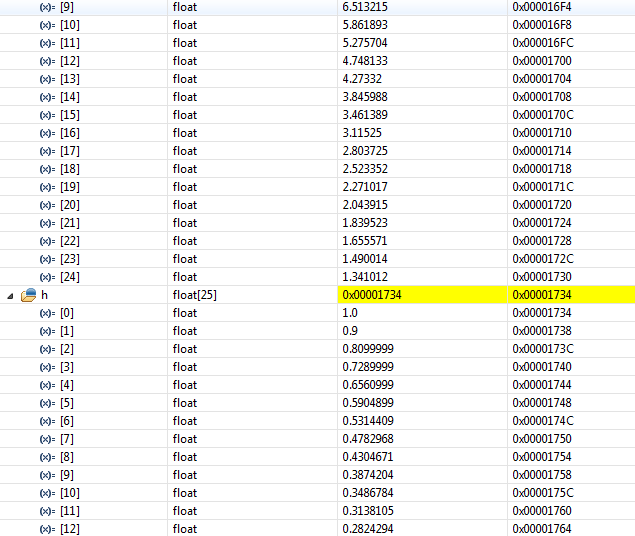 (x)= [9] float 6.513215 0x000016F4
(x)= [10] float 5.861893 0x000016F8
(x)= [11] float 5.275704 0x000016FC
(x)= [12] float 4.748133 0x00001700
(x)= [13] float 4.27332 0x00001704
(x)= [14] float 3.845988 0x00001708
(x)= [15] float 3.461389 0x0000170C
(x)= [16] float 3.11525 0x00001710
(x)= [17] float 2.803725 0x00001714
(x)= [18] float 2.523352 0x00001718
(x)= [19] float 2.271017 0x0000171C
(x)= [20] float 2.043915 0x00001720
(x)= [21] float 1.839523 0x00001724
(x)= [22] float 1.655571 0x00001728
(x)= [23] float 1.490014 0x0000172C
(x)= [24] float 1.341012 0x00001730
h float[25] 0x00001734 0x00001734
(x)= [0] float 1.0 0x00001734
(x)= [1] float 0.9 0x00001738
(x)= [2] float 0.8099999 0x0000173C
(x)= [3] float 0.7289999 0x00001740
(x)= [4] float 0.6560999 0x00001744
(x)= [5] float 0.5904899 0x00001748
(x)= [6] float 0.5314409 0x0000174C
(x)= [7] float 0.4782968 0x00001750
(x)= [8] float 0.4304671 0x00001754
(x)= [9] float 0.3874204 0x00001758
(x)= [10] float 0.3486784 0x0000175C
(x)= [11] float 0.3138105 0x00001760
(x)= [12] float 0.2824294 0x00001764